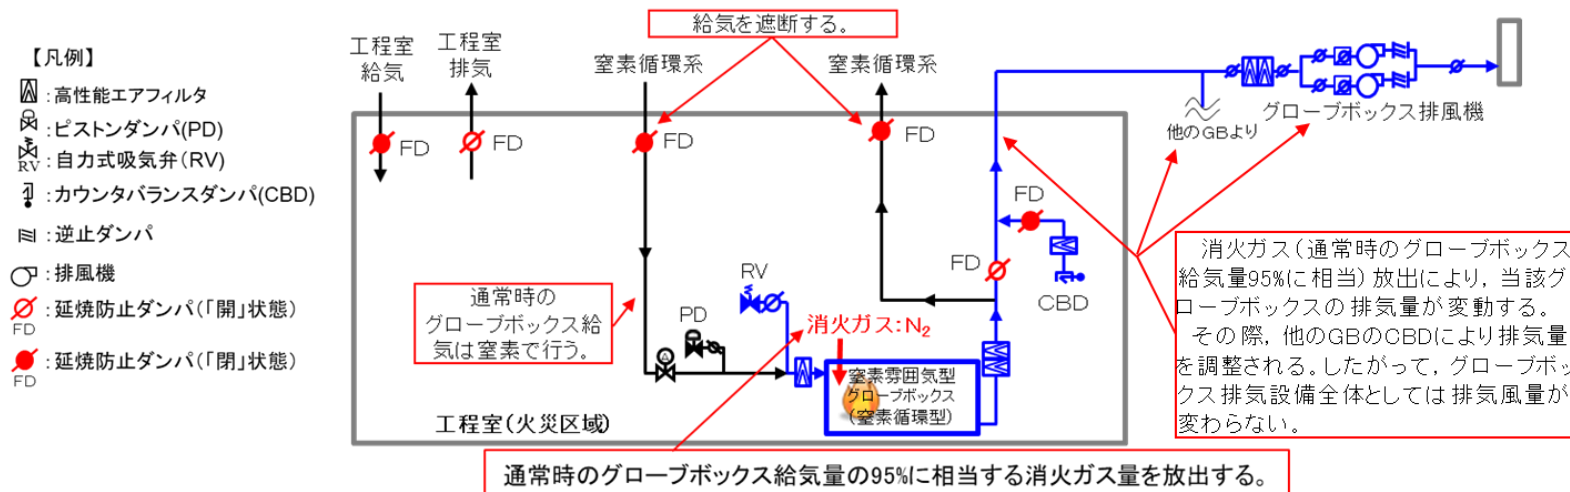 【凡例】
:高性能エアフィルタ
:ピストンダンパ(PD)
RV :自力式吸気弁(RV)
:カウンタバランスダンパ(CBD)
:逆止ダンパ
:排風機
FD :延焼防止ダンパ(「開」状態)
FD :延焼防止ダンパ(「閉」状態)
工程室
給気
工程室
排気
窒素循環系
給気を遮断する。
窒素循環系
FD
FD
FD
FD
他のGBより
グローブボックス排風機
FD
FD
CBD
通常時の
グローブボックス給
気は窒素で行う。
RV
PD
A
消火ガス:N₂
窒素雰囲気型
グローブボックス
(窒素循環型)
工程室(火災区域)
消火ガス(通常時のグローブボックス
給気量95%に相当)放出により,当該グ
ローブボックスの排気量が変動する。
その際,他のGBのCBDにより排気量
を調整される。したがって,グローブボッ
クス排気設備全体としては排気風量が
変わらない。
通常時のグローブボックス給気量の95%に相当する消火ガス量を放出する。